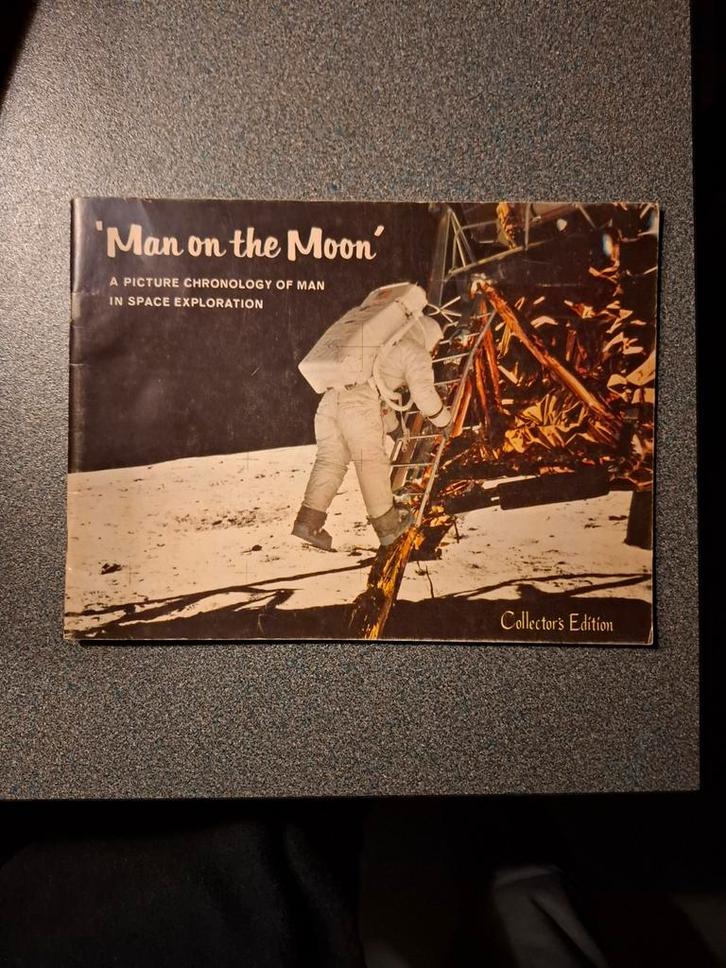 'Man on the Moon'
A PICTURE CHRONOLOGY OF MAN
IN SPACE EXPLORATION
Collector's Edition